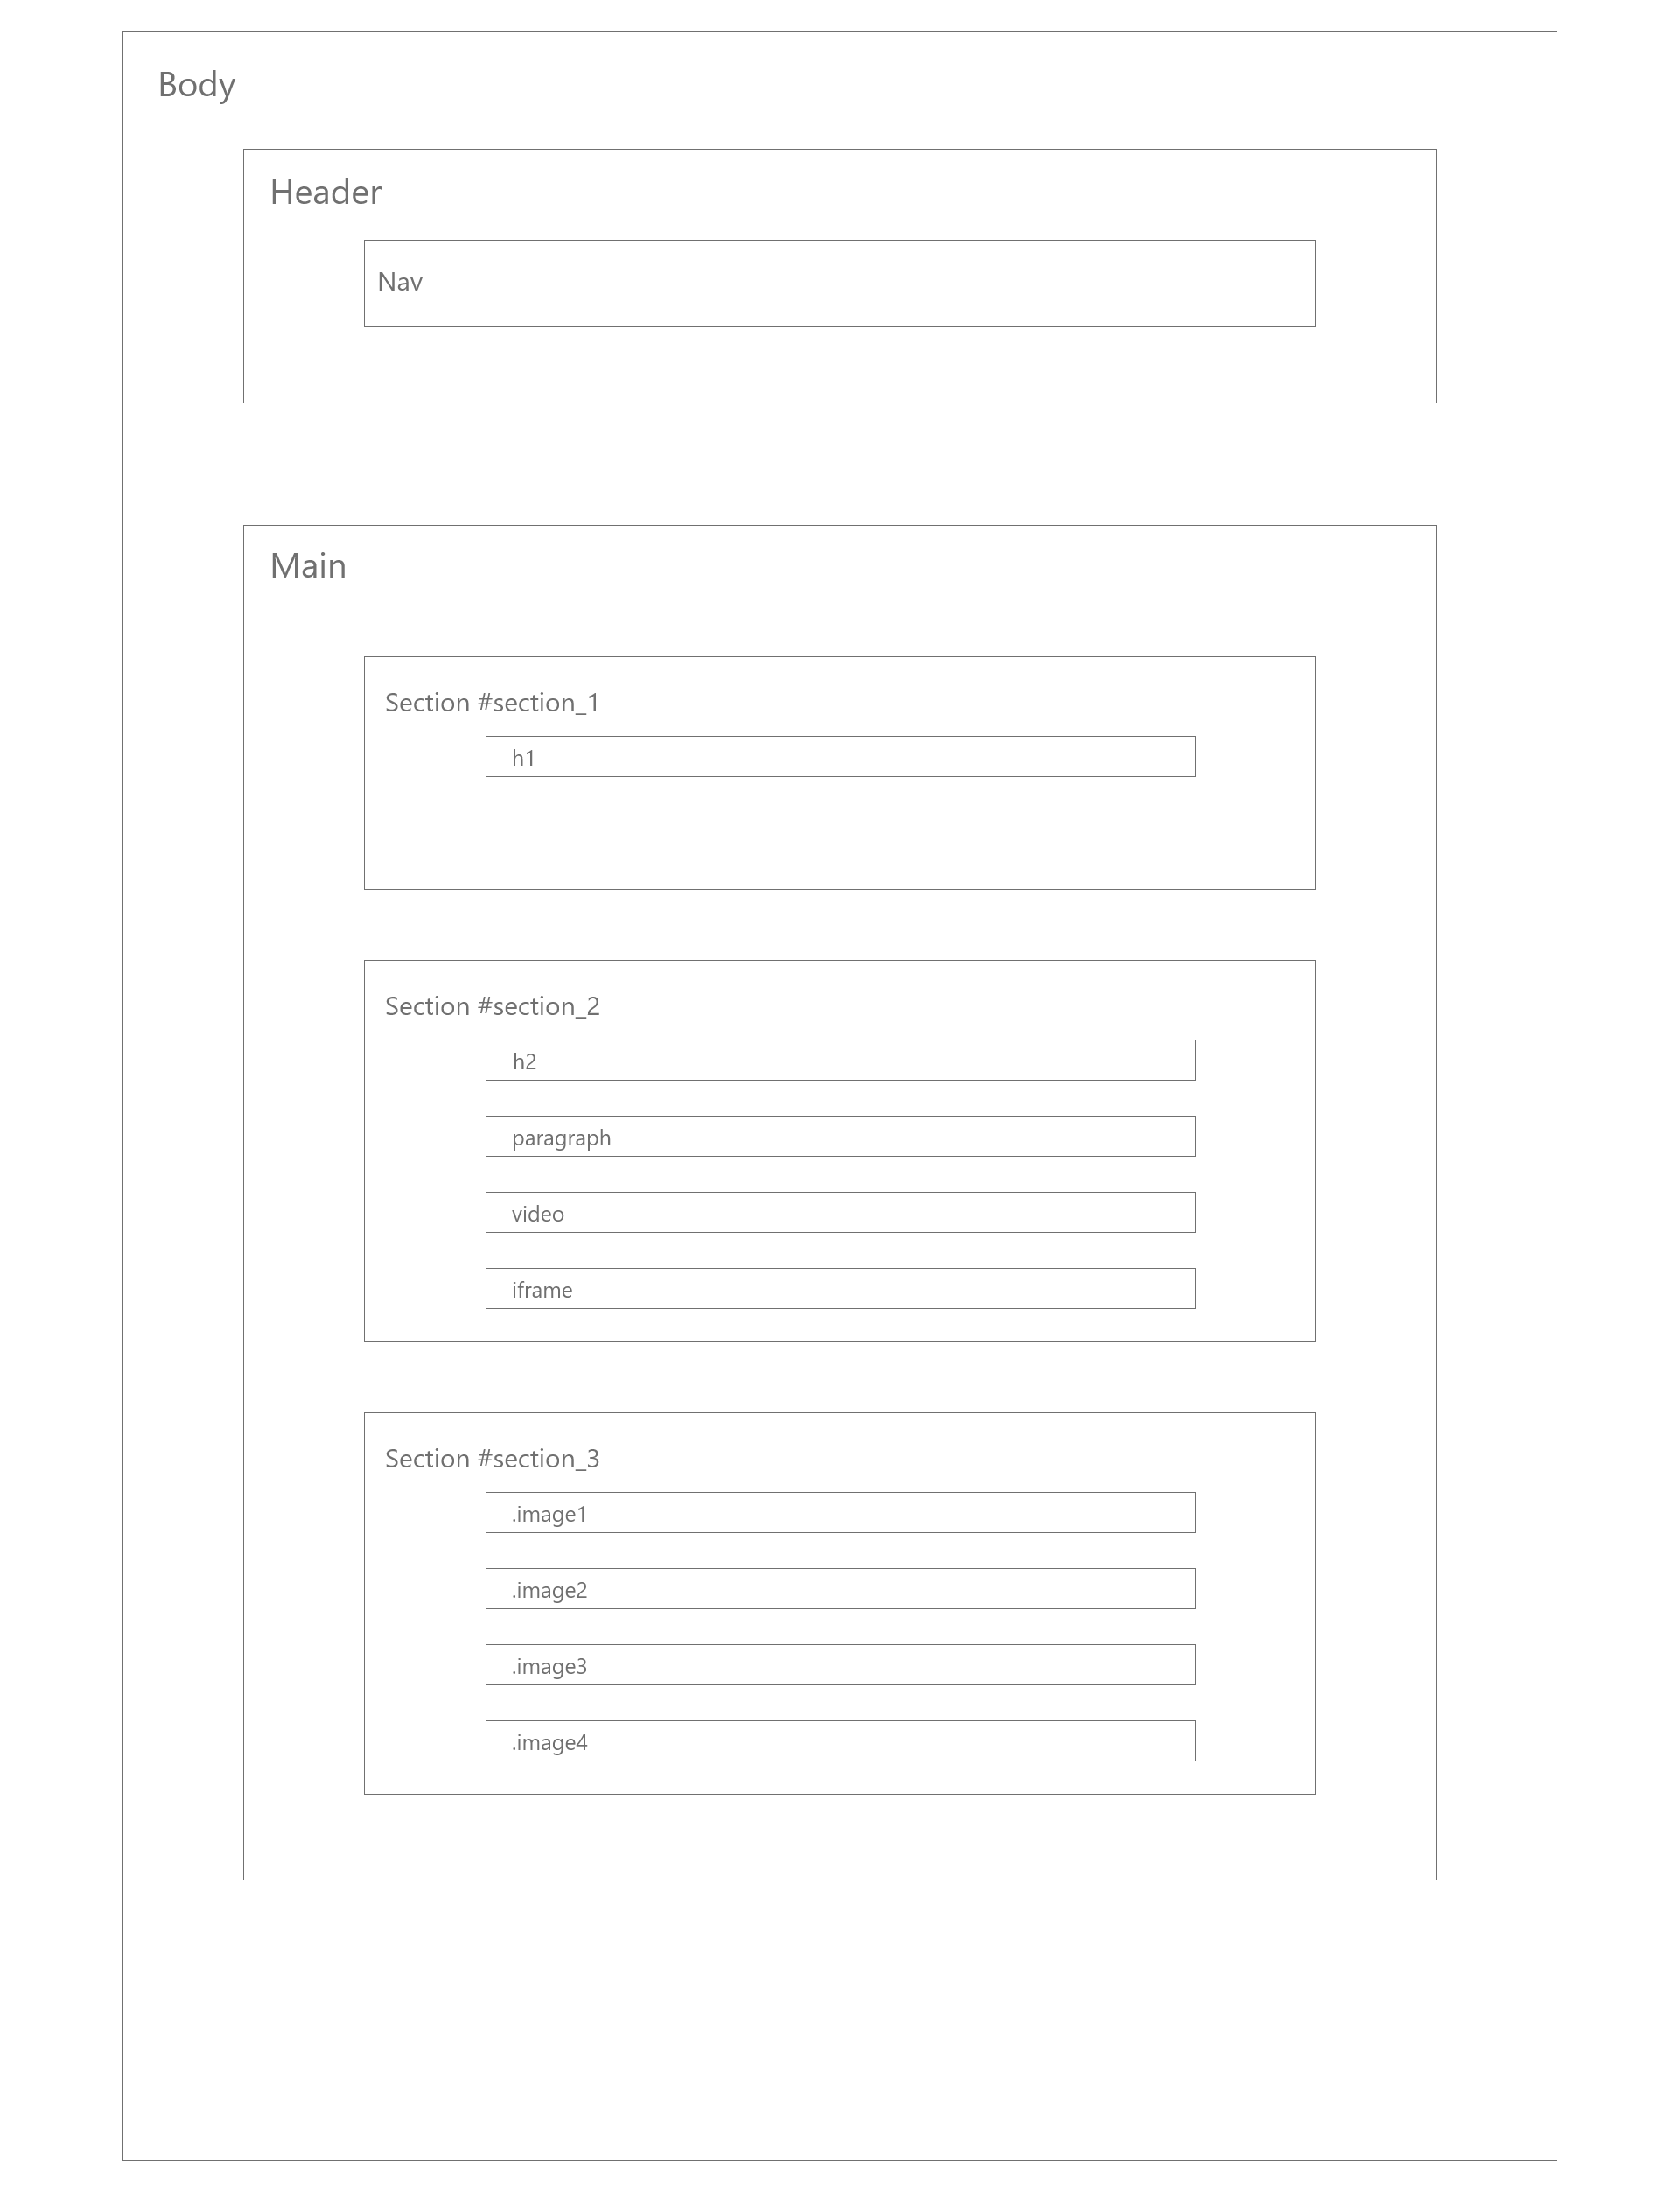 Body
Header
Nav
Main
Section #section_1
h1
Section #section_2
h2
paragraph
video
iframe
Section #section_3
.image1
.image2
.image3
.image4